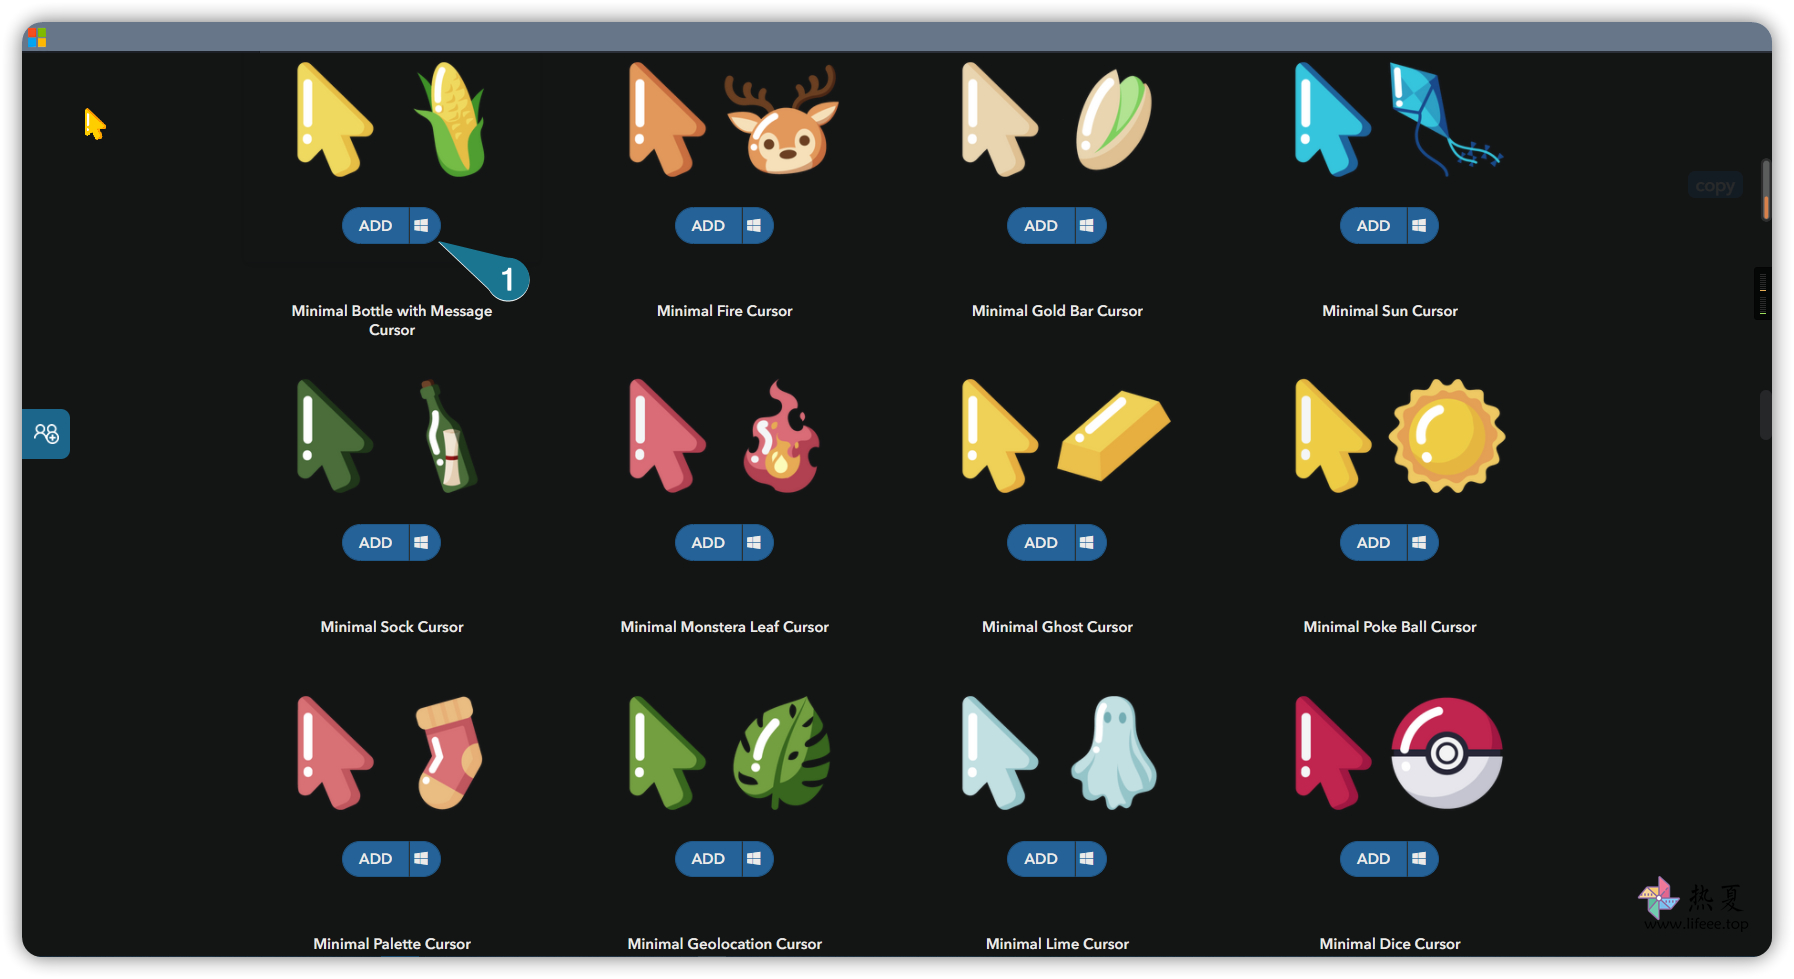 copy
ADD
ADD
ADD
ADD
1
Minimal Bottle with Message
Cursor
Minimal Fire Cursor
Minimal Gold Bar Cursor
Minimal Sun Cursor
ADD
ADD
ADD
ADD
Minimal Sock Cursor
Minimal Monstera Leaf Cursor
Minimal Ghost Cursor
Minimal Poke Ball Cursor
ADD
ADD
ADD
ADD
热夏
www.lifeee.top
Minimal Palette Cursor
Minimal Geolocation Cursor
Minimal Lime Cursor
Minimal Dice Cursor